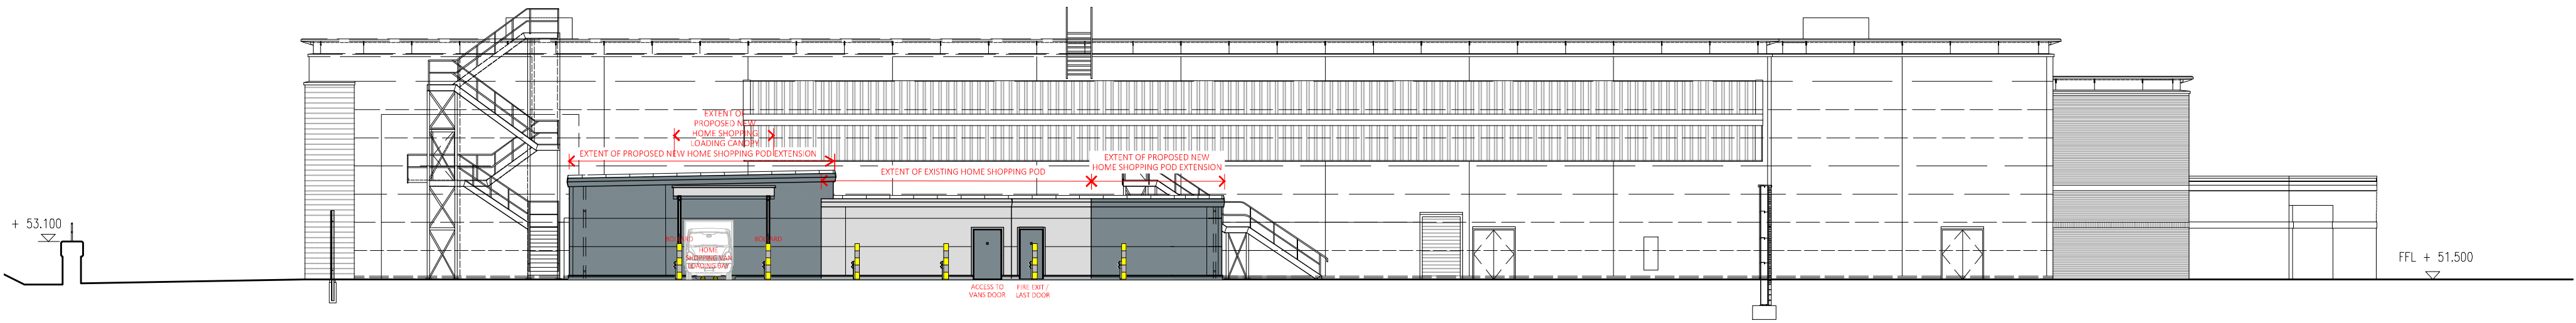 EXTENT OF
PROPOSED NEW
HOME SHOPPING
LOADING CANOPY
EXTENT OF PROPOSED NEW HOME SHOPPING POD EXTENSION
EXTENT OF PROPOSED NEW
HOME SHOPPING POD EXTENSION
EXTENT OF EXISTING HOME SHOPPING POD
+ 53.100
BOLLARD
BOLLARD
HOME
SHOPPING VAN
LOADING BAY
FFL + 51.500
ACCESS TO
VANS DOOR
FIRE EXIT /
LAST DOOR